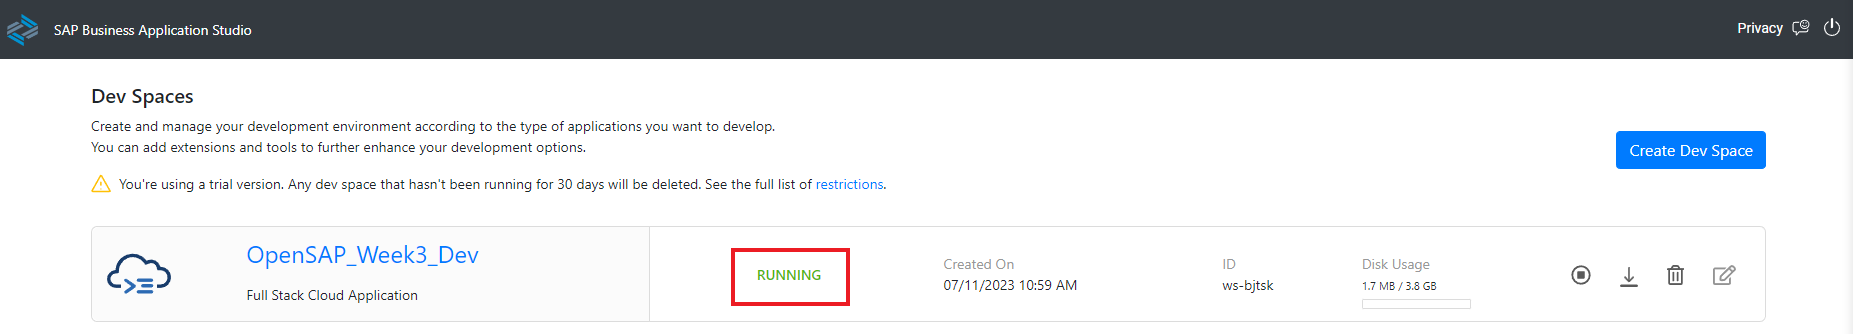 SAP Business Application Studio
Privacy
Dev Spaces
Create and manage your development environment according to the type of applications you want to develop.
You can add extensions and tools to further enhance your development options.
Create Dev Space
You're using a trial version. Any dev space that hasn't been running for 30 days will be deleted. See the full list of restrictions.
OpenSAP_Week3_Dev
Full Stack Cloud Application
RUNNING
Created On
07/11/2023 10:59 AM
ID
ws-bjtsk
Disk Usage
1.7 MB / 3.8 GB